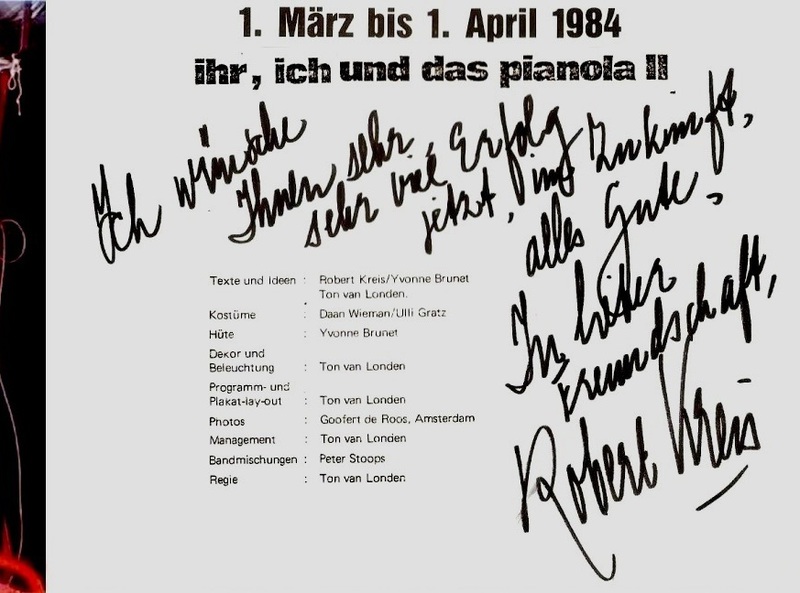 1. März bis 1. April 1984
ihr, ich und das pianola II
Ich wünsche
Ihnen sehr,
sehr viel Erfolg
jetzt, im Zukunft,
alles Gute,
In
Freundschaft,
Robert Kreis
Texte und Ideen : Robert Kreis/Yvonne Brunet
Ton van Londen.
Kostüme : Daan Wieman/Ulli Gratz
Hüte : Yvonne Brunet
Dekor und
Beleuchtung : Ton van Londen
Programm- und
Plakat-lay-out : Ton van Londen
Photos : Goofert de Roos, Amsterdam
Management : Ton van Londen
Bandmischungen : Peter Stoops
Regie : Ton van Londen